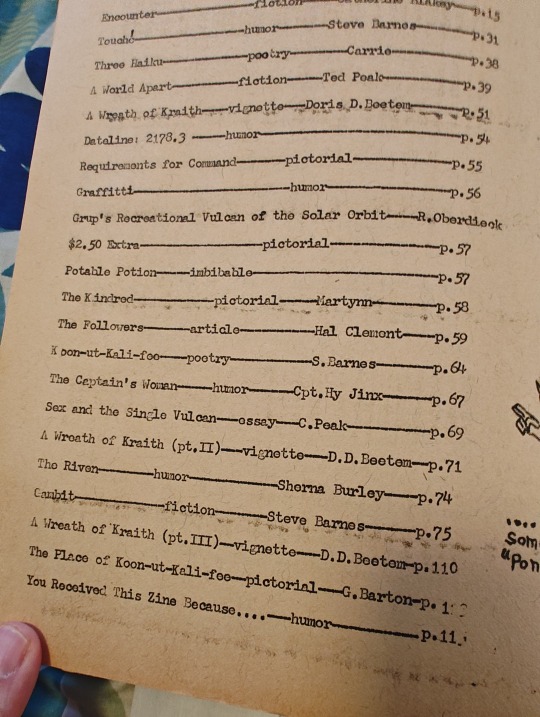 Encounter—fiction—p.15
Touché—humor—Steve Barnes—p.31
Three Haiku—poetry—Carrie—p.38
A World Apart—fiction—Ted Peak—p.39
A Wreath of Kraith—vignette—Doris D.Beetem—p.51
Dateline: 2178.3—humor—p.54
Requirements for Command—pictorial—p.55
Graffitti—humor—p.56
Grup's Recreational Vulcan of the Solar Orbit—R.Oberdieck
$2.50 Extra—pictorial—p.57
Potable Potion—imbibable—p.57
The Kindred—pictorial—Martynn—p.58
The Followers—article—Hal Clement—p.59
Koon-ut-Kali-fee—poetry—S.Barnes—p.64
The Captain's Woman—humor—Cpt.Hy Jinx—p.67
Sex and the Single Vulcan—essay—C.Peak—p.69
A Wreath of Kraith (pt.II)—vignette—D.D.Beetem—p.71
The Riven—humor—Sherna Burley—p.74
Gambit—fiction—Steve Barnes—p.75
A Wreath of Kraith (pt.III)—vignette—D.D.Beetem—p.110
The Place of Koon-ut-Kali-fee—pictorial—G.Barton—p.
You Received This Zine Because....—humor—p.11
....
Som
"Pon